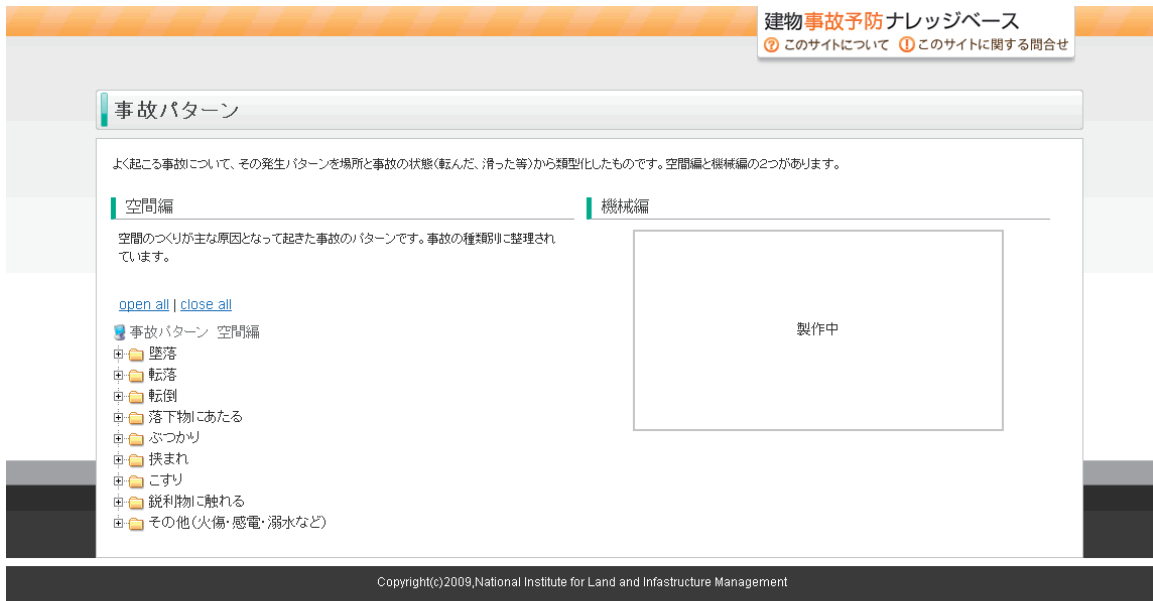 建物事故予防ナレッジベース
このサイトについて このサイトに関する問合せ
事故パターン
よく起こる事故について、その発生パターンを場所と事故の状態(転んだ、滑った等)から類型化したものです。空間編と機械編の2つがあります。
空間編
空間のつくりが主な原因となって起きた事故のパターンです。事故の種類別に整理され
ています。
open all | close all
事故パターン 空間編
墜落
転落
転倒
落下物にあたる
ぶつかり
挟まれ
こすり
鋭利物に触れる
その他(火傷・感電・溺水など)
機械編
製作中
Copyright(c)2009,National Institute for Land and Infastructure Management